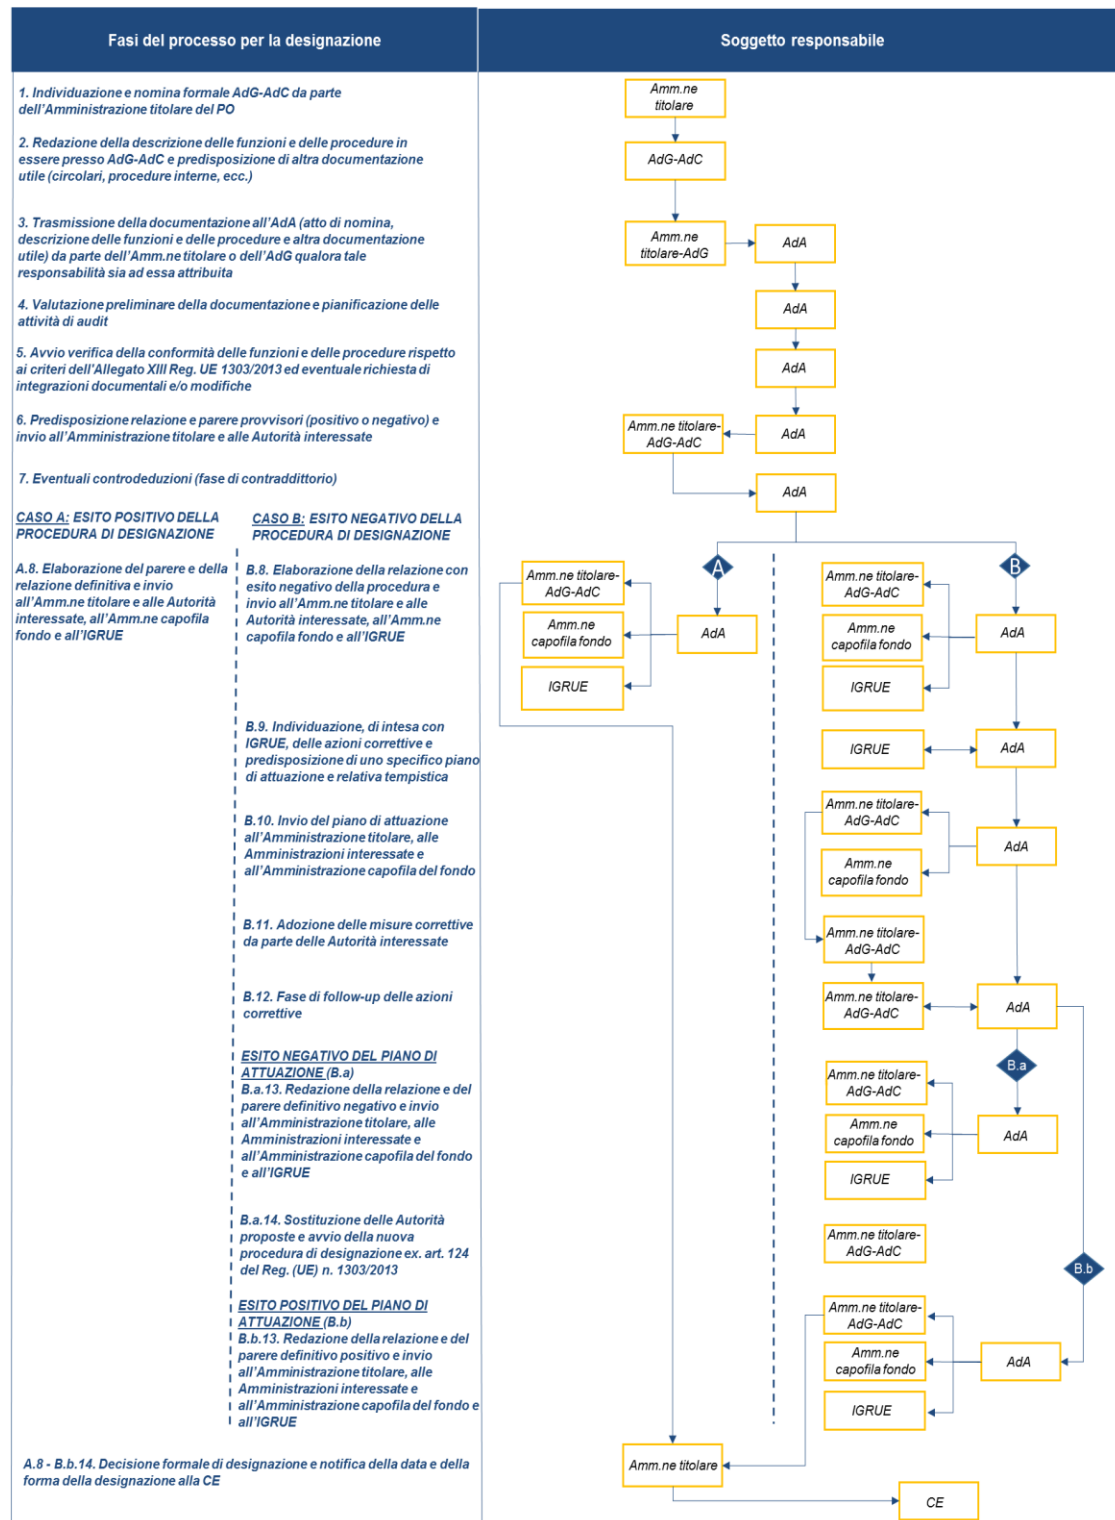 Fasi del processo per la designazione
Soggetto responsabile
1. Individuazione e nomina formale AdG-AdC da parte
dell'Amministrazione titolare del PO
Amm.ne
titolare
2. Redazione della descrizione delle funzioni e delle procedure in
essere presso AdG-AdC e predisposizione di altra documentazione
utile (circolari, procedure interne, ecc.)
AdG-AdC
3. Trasmissione della documentazione all'AdA (atto di nomina,
descrizione delle funzioni e delle procedure e altra documentazione
utile) da parte dell'Amm.ne titolare o dell'AdG qualora tale
responsabilità sia ad essa attribuita
Amm.ne
titolare-AdG
AdA
4. Valutazione preliminare della documentazione e pianificazione delle
attività di audit
AdA
5. Avvio verifica della conformità delle funzioni e delle procedure rispetto
ai criteri dell'Allegato XIII Reg. UE 1303/2013 ed eventuale richiesta di
integrazioni documentali e/o modifiche
AdA
6. Predisposizione relazione e parere provvisori (positivo o negativo) e
invio all'Amministrazione titolare e alle Autorità interessate
Amm.ne titolare-
AdG-AdC
AdA
7. Eventuali controdeduzioni (fase di contraddittorio)
AdA
CASO A: ESITO POSITIVO DELLA
PROCEDURA DI DESIGNAZIONE
CASO B: ESITO NEGATIVO DELLA
PROCEDURA DI DESIGNAZIONE
A
B
A.8. Elaborazione del parere e della
relazione definitiva e invio
all'Amm.ne titolare e alle Autorità
interessate, all'Amm.ne capofila
fondo e all'IGRUE
B.8. Elaborazione della relazione con
esito negativo della procedura e
invio all'Amm.ne titolare e alle
Autorità interessate, all'Amm.ne
capofila fondo e all'IGRUE
Amm.ne titolare-
AdG-AdC
Amm.ne
capofila fondo
IGRUE
AdA
Amm.ne titolare-
AdG-AdC
Amm.ne
capofila fondo
IGRUE
AdA
B.9. Individuazione, di intesa con
IGRUE, delle azioni correttive e
predisposizione di uno specifico piano
di attuazione e relativa tempistica
IGRUE
AdA
B.10. Invio del piano di attuazione
all'Amministrazione titolare, alle
Amministrazioni interessate e
all'Amministrazione capofila del fondo
Amm.ne titolare-
AdG-AdC
Amm.ne
capofila fondo
AdA
B.11. Adozione delle misure correttive
da parte delle Autorità interessate
Amm.ne titolare-
AdG-AdC
B.12. Fase di follow-up delle azioni
correttive
Amm.ne titolare-
AdG-AdC
AdA
B.a
ESITO NEGATIVO DEL PIANO DI
ATTUAZIONE (B.a)
B.a.13. Redazione della relazione e del
parere definitivo negativo e invio
all'Amministrazione titolare, alle
Amministrazioni interessate e
all'Amministrazione capofila del fondo
e all'IGRUE
Amm.ne titolare-
AdG-AdC
Amm.ne
capofila fondo
IGRUE
AdA
B.a.14. Sostituzione delle Autorità
proposte e avvio della nuova
procedura di designazione ex. art. 124
del Reg. (UE) n. 1303/2013
Amm.ne titolare-
AdG-AdC
B.b
ESITO POSITIVO DEL PIANO DI
ATTUAZIONE (B.b)
B.b.13. Redazione della relazione e del
parere definitivo positivo e invio
all'Amministrazione titolare, alle
Amministrazioni interessate e
all'Amministrazione capofila del fondo e
all'IGRUE
Amm.ne titolare-
AdG-AdC
Amm.ne
capofila fondo
IGRUE
AdA
A.8 - B.b.14. Decisione formale di designazione e notifica della data e della
forma della designazione alla CE
Amm.ne titolare
CE